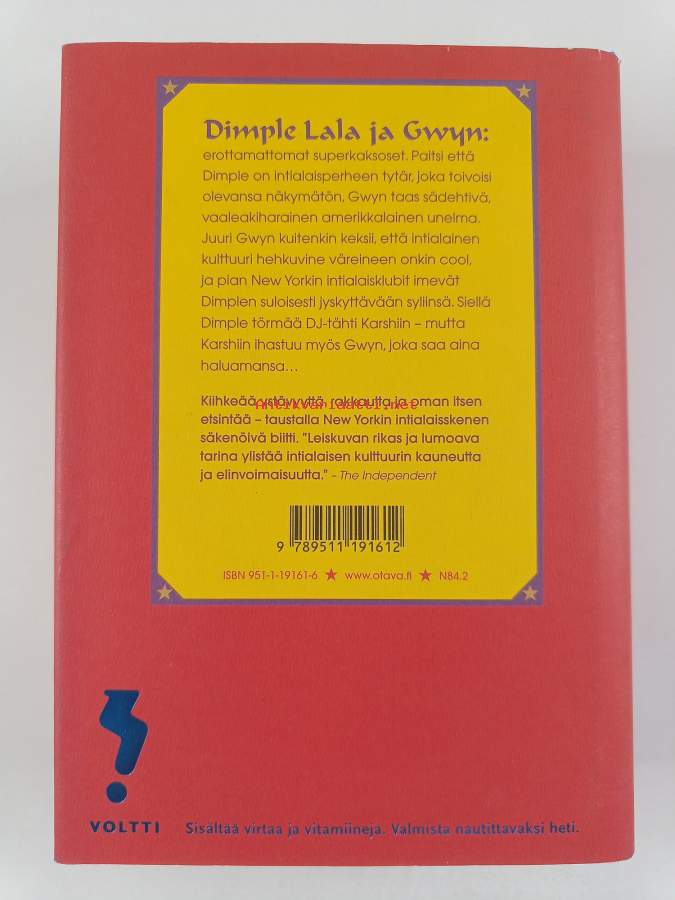 Dimple Lala ja Gwyn:
erottamattomat superkaksoset. Paitsi että
Dimple on intialaisperheen tytär, joka toivoisi
olevansa näkymätön, Gwyn taas sädehtivä,
vaaleakiharainen amerikkalainen unelma.
Juuri Gwyn kuitenkin keksii, että intialainen
kulttuuri hehkuvine väreineen onkin cool,
ja pian New Yorkin intialaisklubit imevät
Dimplen suloisesti jyskyttävään syliinsä. Siellä
Dimple törmää DJ-tähti Karshiin – mutta
Karshiin ihastuu myös Gwyn, joka saa aina
haluamansa...
Kiihkeää ystävyyttä, rakkautta ja oman itsen
Antikvariaatti.net
etsintää – taustalla New Yorkin intialaisskenen
säkenöivä biitti. "Leiskuvan rikas ja lumoava
tarina ylistää intialaisen kulttuurin kauneutta
ja elinvoimaisuutta." – The Independent
9 789511 191612
ISBN 951-1-19161-6 ★ www.otava.fi ★ N84.2
VOLTTI Sisältää virtaa ja vitamiineja. Valmista nautittavaksi heti.